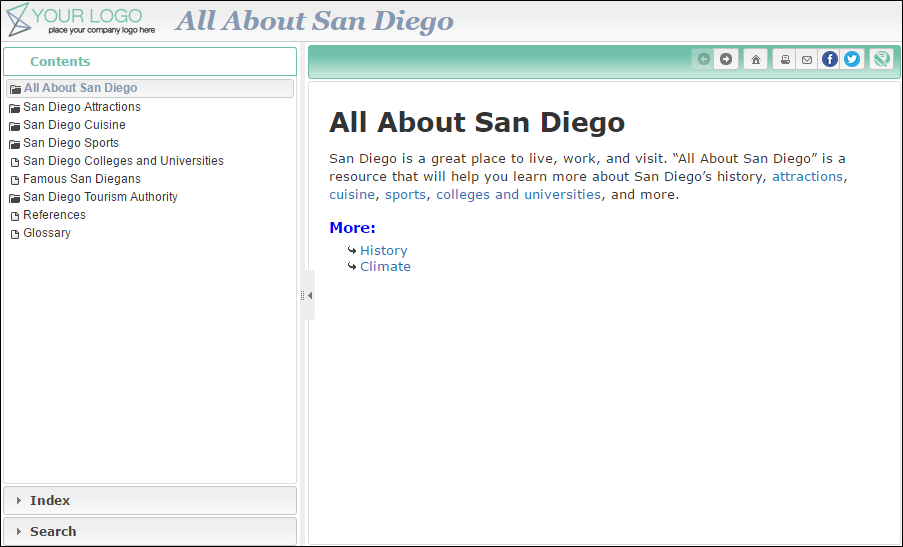 YOUR LOGO
place your company logo here
All About San Diego
Contents
All About San Diego
San Diego Attractions
San Diego Cuisine
San Diego Sports
San Diego Colleges and Universities
Famous San Diegans
San Diego Tourism Authority
References
Glossary
Index
Search
All About San Diego
San Diego is a great place to live, work, and visit. “All About San Diego” is a
resource that will help you learn more about San Diego’s history, attractions,
cuisine, sports, colleges and universities, and more.
More:
History
Climate